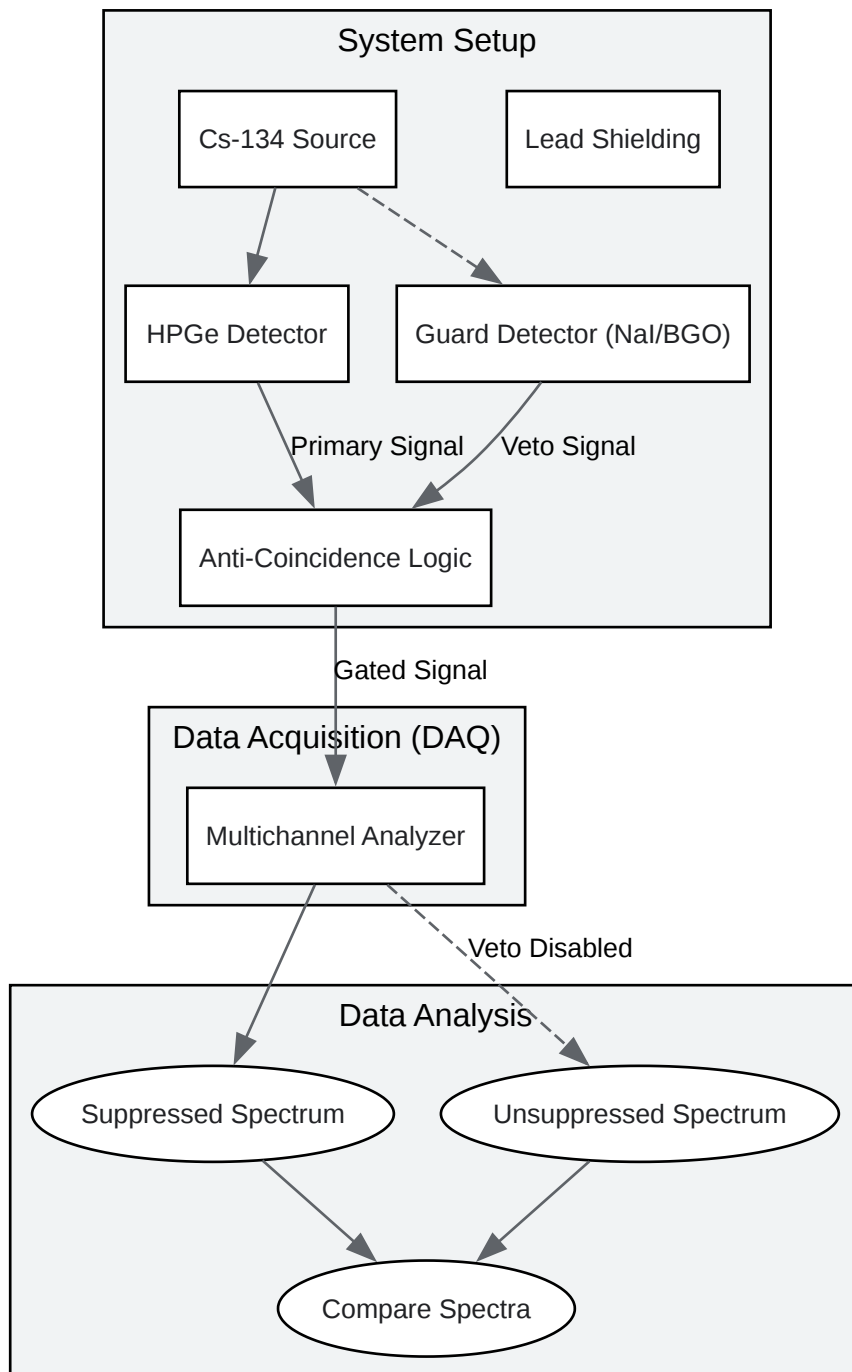 System Setup
Cs-134 Source
Lead Shielding
HPGe Detector
Guard Detector (NaI/BGO)
Primary Signal
Veto Signal
Anti-Coincidence Logic
Gated Signal
Data Acquisition (DAQ)
Multichannel Analyzer
Veto Disabled
Data Analysis
Suppressed Spectrum
Unsuppressed Spectrum
Compare Spectra